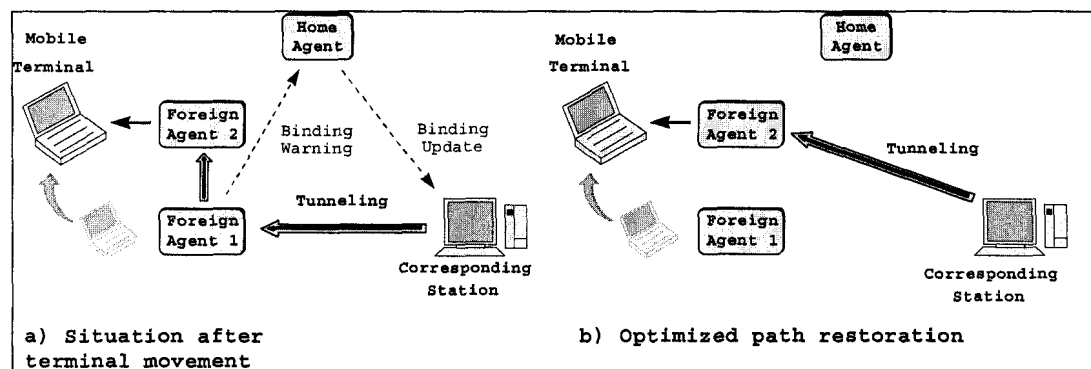 Home
Agent
Mobile
Terminal
Foreign
Agent 2
Binding
Warning
Binding
Update
Tunneling
Foreign
Agent 1
Corresponding
Station
a) Situation after
terminal movement
Home
Agent
Mobile
Terminal
Foreign
Agent 2
Tunneling
Foreign
Agent 1
Corresponding
Station
b) Optimized path restoration